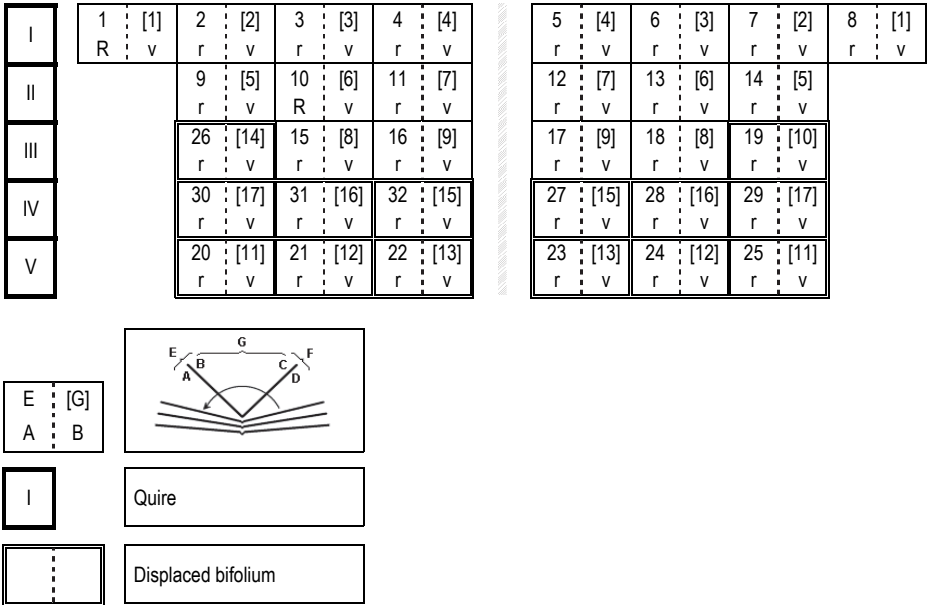 I 1 [1] 2 [2] 3 [3] 4 [4] 5 [4] 6 [3] 7 [2] 8 [1]
R v r v r v r v r v r v r v r v
II 9 [5] 10 [6] 11 [7] 12 [7] 13 [6] 14 [5]
r v R v r v r v r v r v
III 26 [14] 15 [8] 16 [9] 17 [9] 18 [8] 19 [10]
r v r v r v r v r v r v
IV 30 [17] 31 [16] 32 [15] 27 [15] 28 [16] 29 [17]
r v r v r v r v r v r v
V 20 [11] 21 [12] 22 [13] 23 [13] 24 [12] 25 [11]
r v r v r v r v r v r v
E [G]
A B
G
E B C F
A D
I Quire
Displaced bifolium